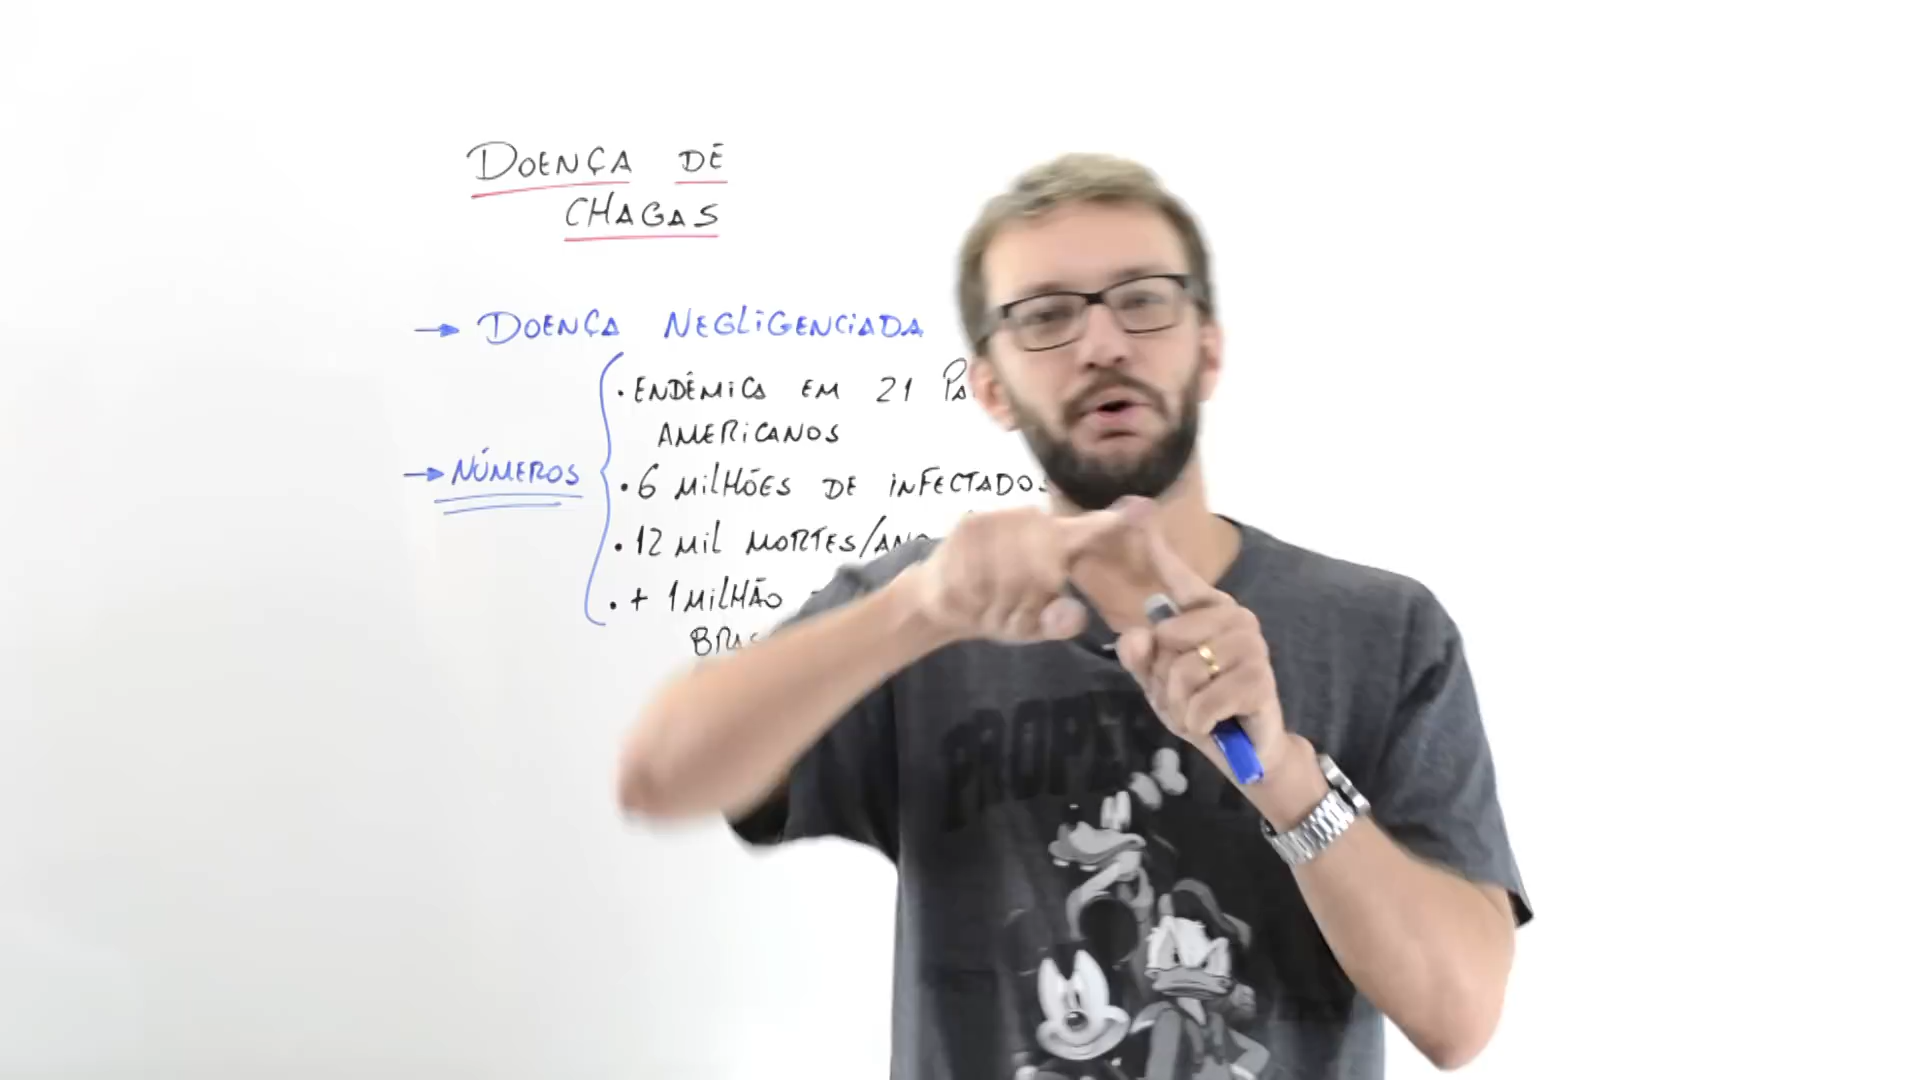 DOENÇA DE
CHAGAS
→ DOENÇA NEGLIGENCIADA
• ENDÊMICA EM 21
AMERICANOS
→ NÚMEROS
• 6 MILHÕES DE INFECTADOS
• 12 MIL MORTES/ANO
• + 1 MILHÃO